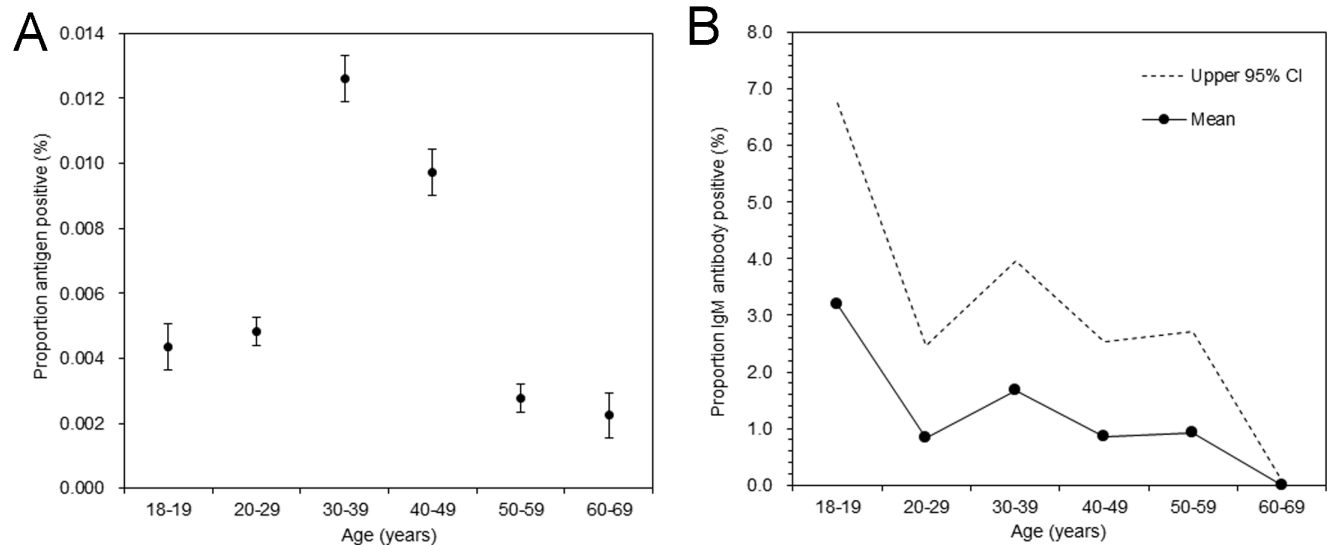 A
Proportion antigen positive (%)
0.014
0.012
0.010
0.008
0.006
0.004
0.002
0.000
18-19 20-29 30-39 40-49 50-59 60-69
Age (years)
B
Proportion IgM antibody positive (%)
8.0
7.0
6.0
5.0
4.0
3.0
2.0
1.0
0.0
Upper 95% CI
Mean
18-19 20-29 30-39 40-49 50-59 60-69
Age (years)